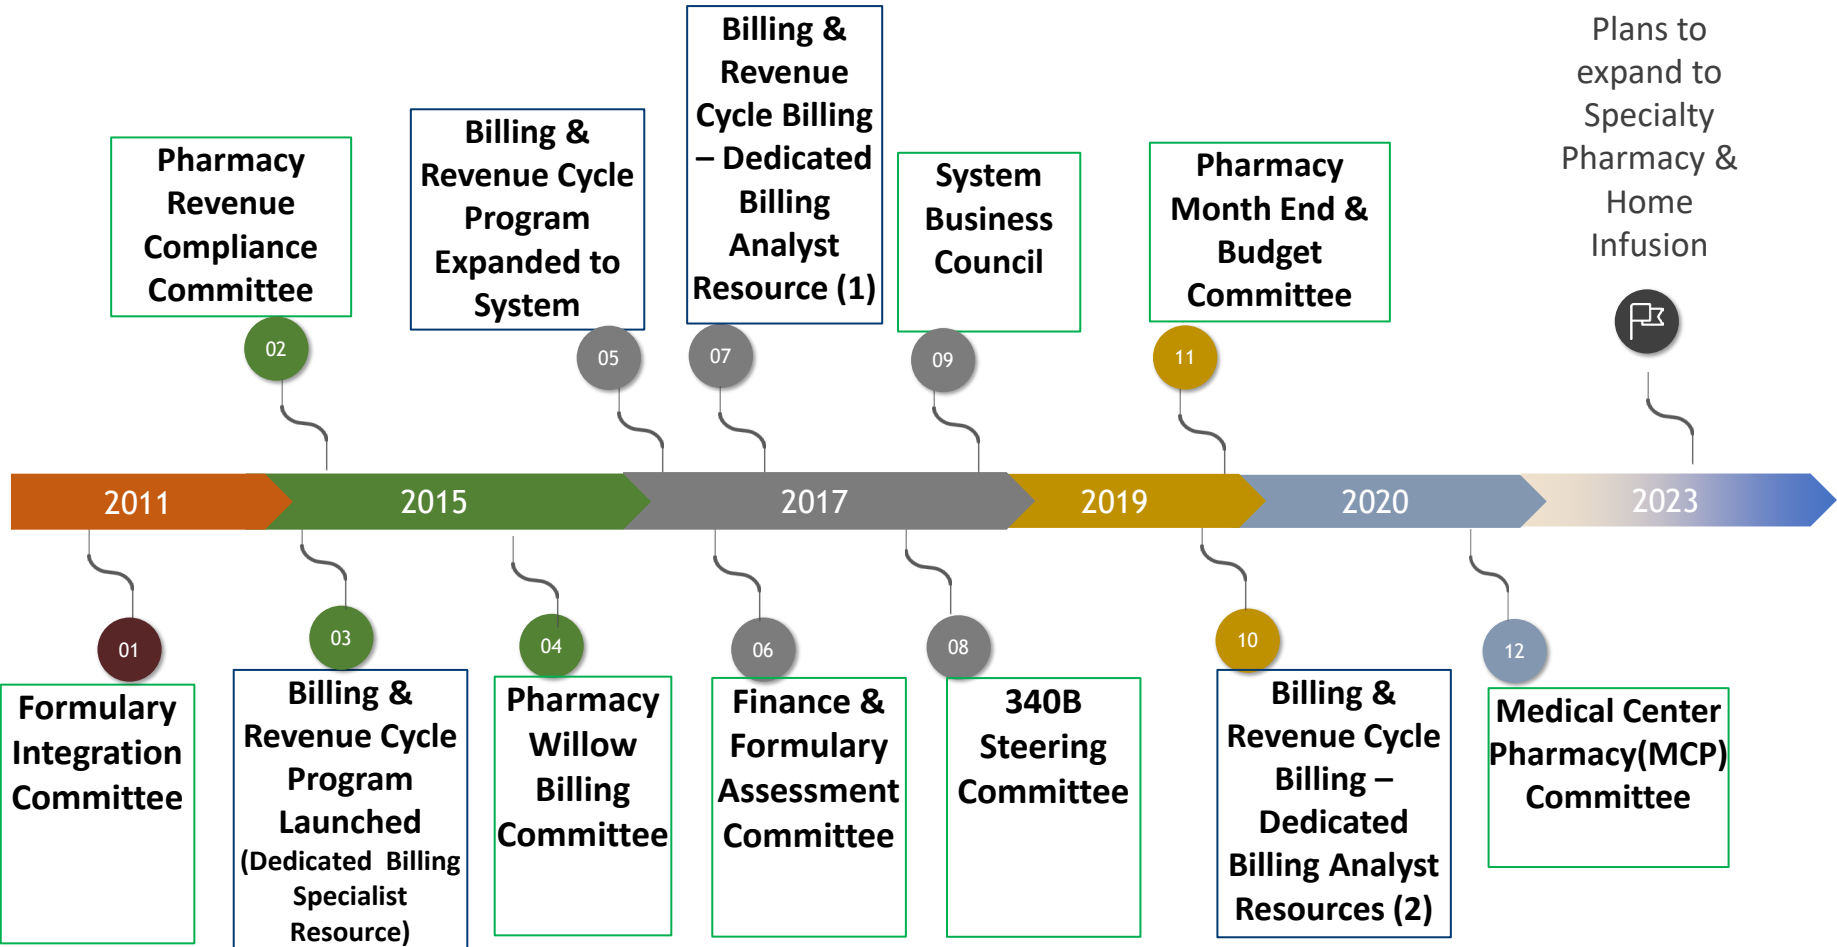 Pharmacy
Revenue
Compliance
Committee
02
Billing &
Revenue Cycle
Program
Expanded to
System
05
Billing &
Revenue
Cycle Billing
– Dedicated
Billing
Analyst
Resource (1)
07
System
Business
Council
09
Pharmacy
Month End &
Budget
Committee
11
Plans to
expand to
Specialty
Pharmacy &
Home
Infusion
2011
2015
2017
2019
2020
2023
01
Formulary
Integration
Committee
03
Billing &
Revenue Cycle
Program
Launched
(Dedicated Billing
Specialist
Resource)
04
Pharmacy
Willow
Billing
Committee
06
Finance &
Formulary
Assessment
Committee
08
340B
Steering
Committee
10
Billing &
Revenue Cycle
Billing –
Dedicated
Billing Analyst
Resources (2)
12
Medical Center
Pharmacy(MCP)
Committee